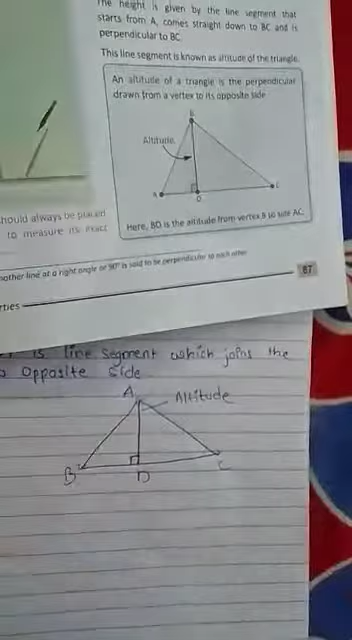 The height is given by the line segment that
starts from A, comes straight down to BC and is
perpendicular to BC.
This line segment is known as altitude of the triangle.
An altitude of a triangle is the perpendicular
drawn from a vertex to its opposite side
B
Altitude
A
D
C
Here, BD is the altitude from vertex B to side AC.
hould always be placed
to measure its exact
nother line at a right angle or 90° is said to be perpendicular to each other
67
rties
is line segment which joins the
opposite side
A
Altitude
B
D
C